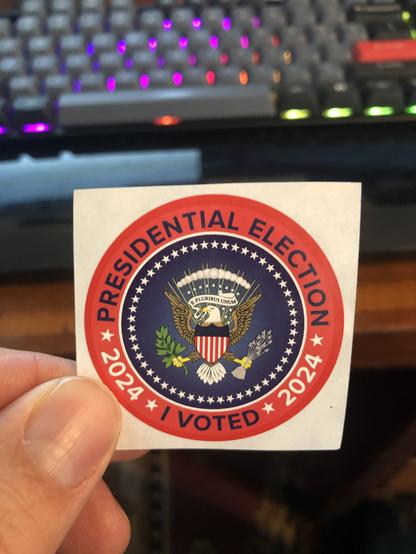 PRESIDENTIAL ELECTION
E PLURIBUS UNUM
2024
I VOTED
2024